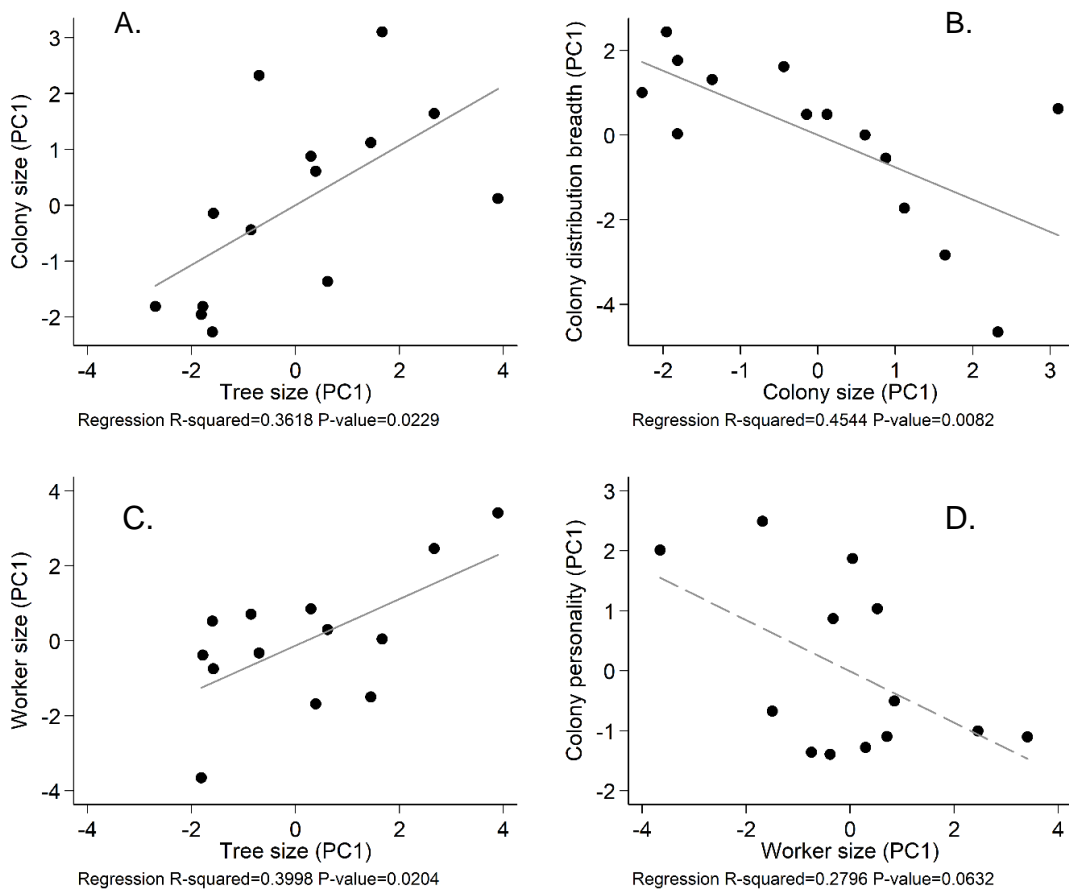 A.
Colony size (PC1)
3
2
1
0
-1
-2
-4
-2
0
2
4
Tree size (PC1)
Regression R-squared=0.3618 P-value=0.0229
B.
Colony distribution breadth (PC1)
2
0
-2
-4
-2
-1
0
1
2
3
Colony size (PC1)
Regression R-squared=0.4544 P-value=0.0082
C.
Worker size (PC1)
4
2
0
-2
-4
-4
-2
0
2
4
Tree size (PC1)
Regression R-squared=0.3998 P-value=0.0204
D.
Colony personality (PC1)
3
2
1
0
-1
-2
-4
-2
0
2
4
Worker size (PC1)
Regression R-squared=0.2796 P-value=0.0632